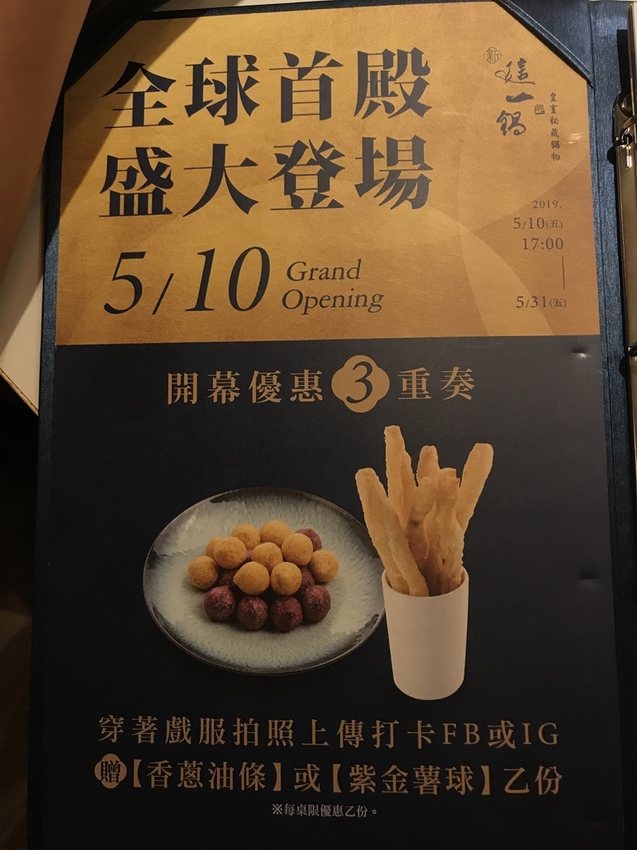 全球首殿
盛大登場
5/10 Grand Opening
新
這一鍋
皇室秘藏鍋物
2019.
5/10(五)
17:00
5/31(五)
開幕優惠3重奏
穿著戲服拍照上傳打卡FB或IG
贈【香蔥油條】或【紫金薯球】乙份
※每桌限優惠乙份。